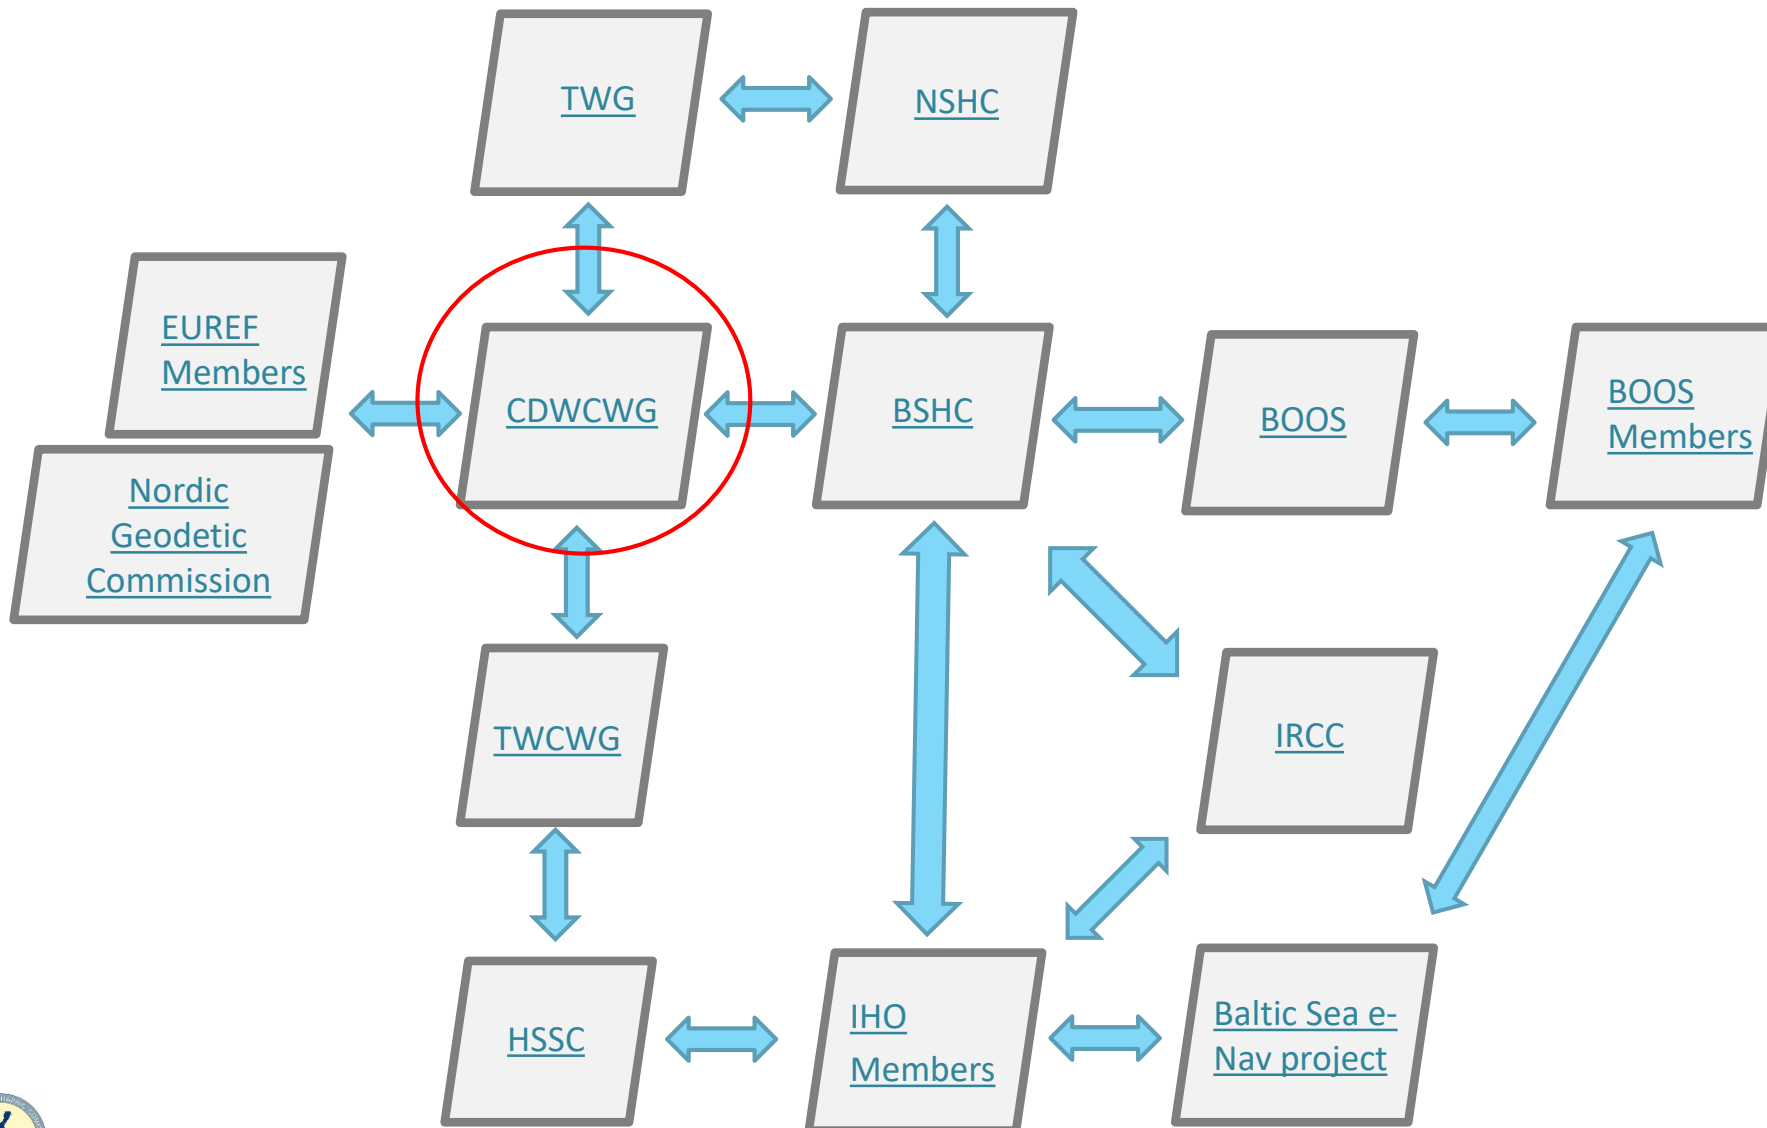 TWG
NSHC
EUREF
Members
CDWCWG
BSHC
BOOS
BOOS
Members
Nordic
Geodetic
Commission
TWCWG
IRCC
HSSC
IHO
Members
Baltic Sea e-
Nav project